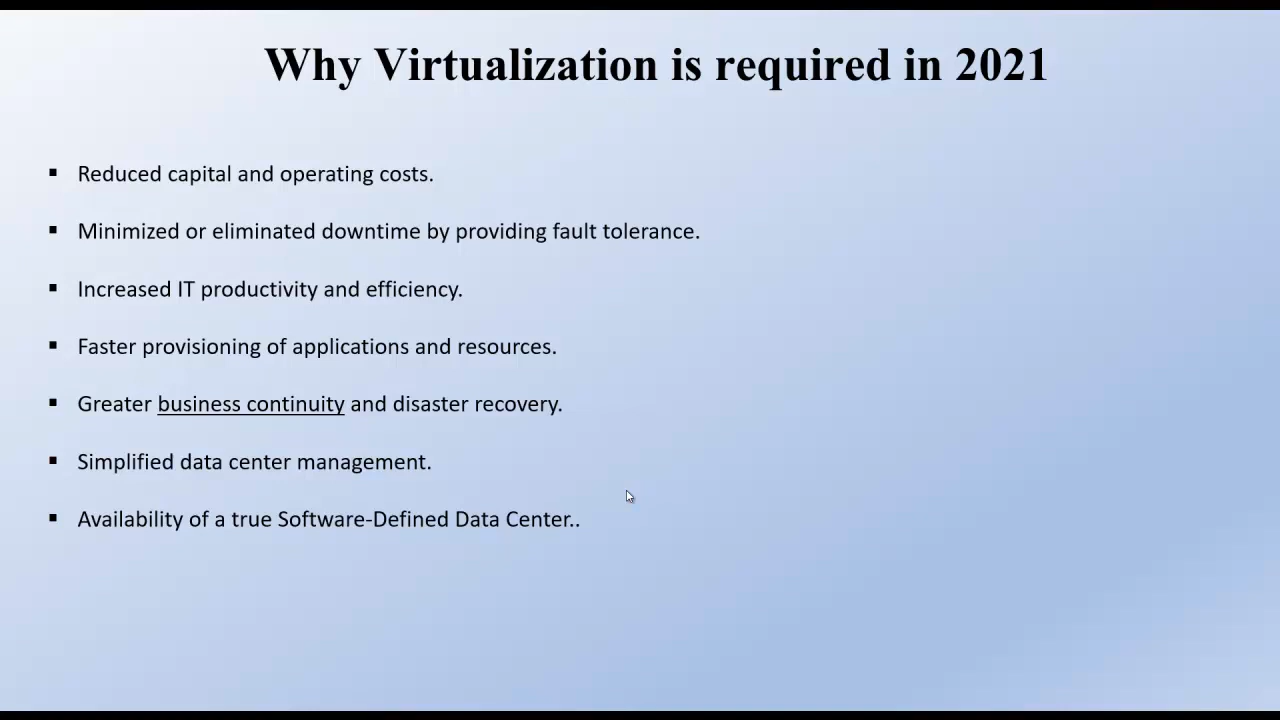 Why Virtualization is required in 2021
▪ Reduced capital and operating costs.
▪ Minimized or eliminated downtime by providing fault tolerance.
▪ Increased IT productivity and efficiency.
▪ Faster provisioning of applications and resources.
▪ Greater business continuity and disaster recovery.
▪ Simplified data center management.
▪ Availability of a true Software-Defined Data Center..